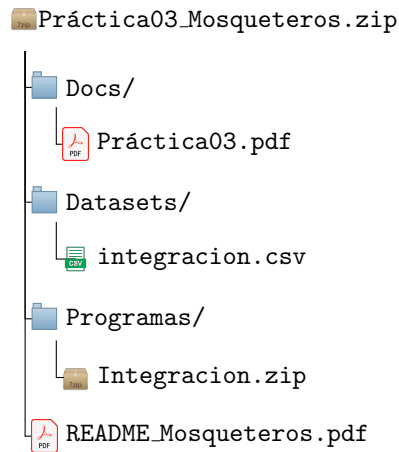 Práctica03_Mosqueteros.zip
Docs/
Práctica03.pdf
Datasets/
integracion.csv
Programas/
Integracion.zip
README_Mosqueteros.pdf